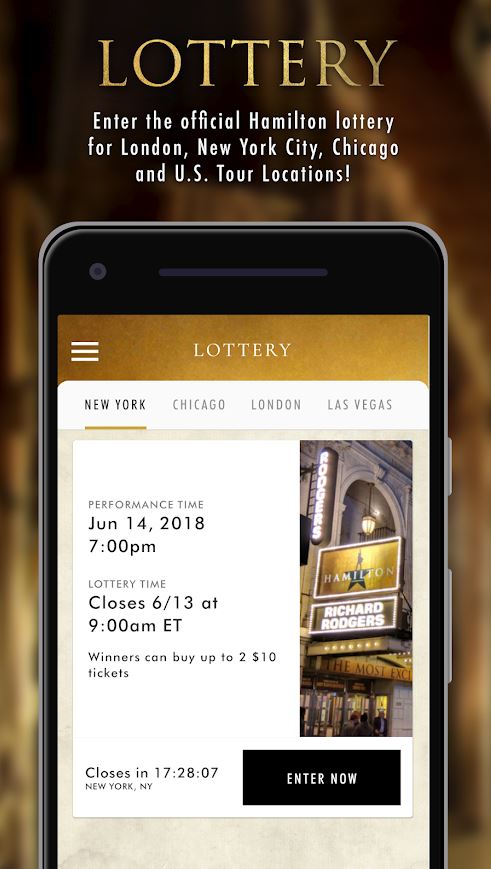 LOTTERY
Enter the official Hamilton lottery
for London, New York City, Chicago
and U.S. Tour Locations!
LOTTERY
NEW YORK CHICAGO LONDON LAS VEGAS
PERFORMANCE TIME
Jun 14, 2018
7:00pm
LOTTERY TIME
Closes 6/13 at
9:00am ET
Winners can buy up to 2 $10
tickets
RODGERS
HAMILTON
RICHARD
RODGERS
THE MOST EXCI
Closes in 17:28:07
NEW YORK, NY
ENTER NOW